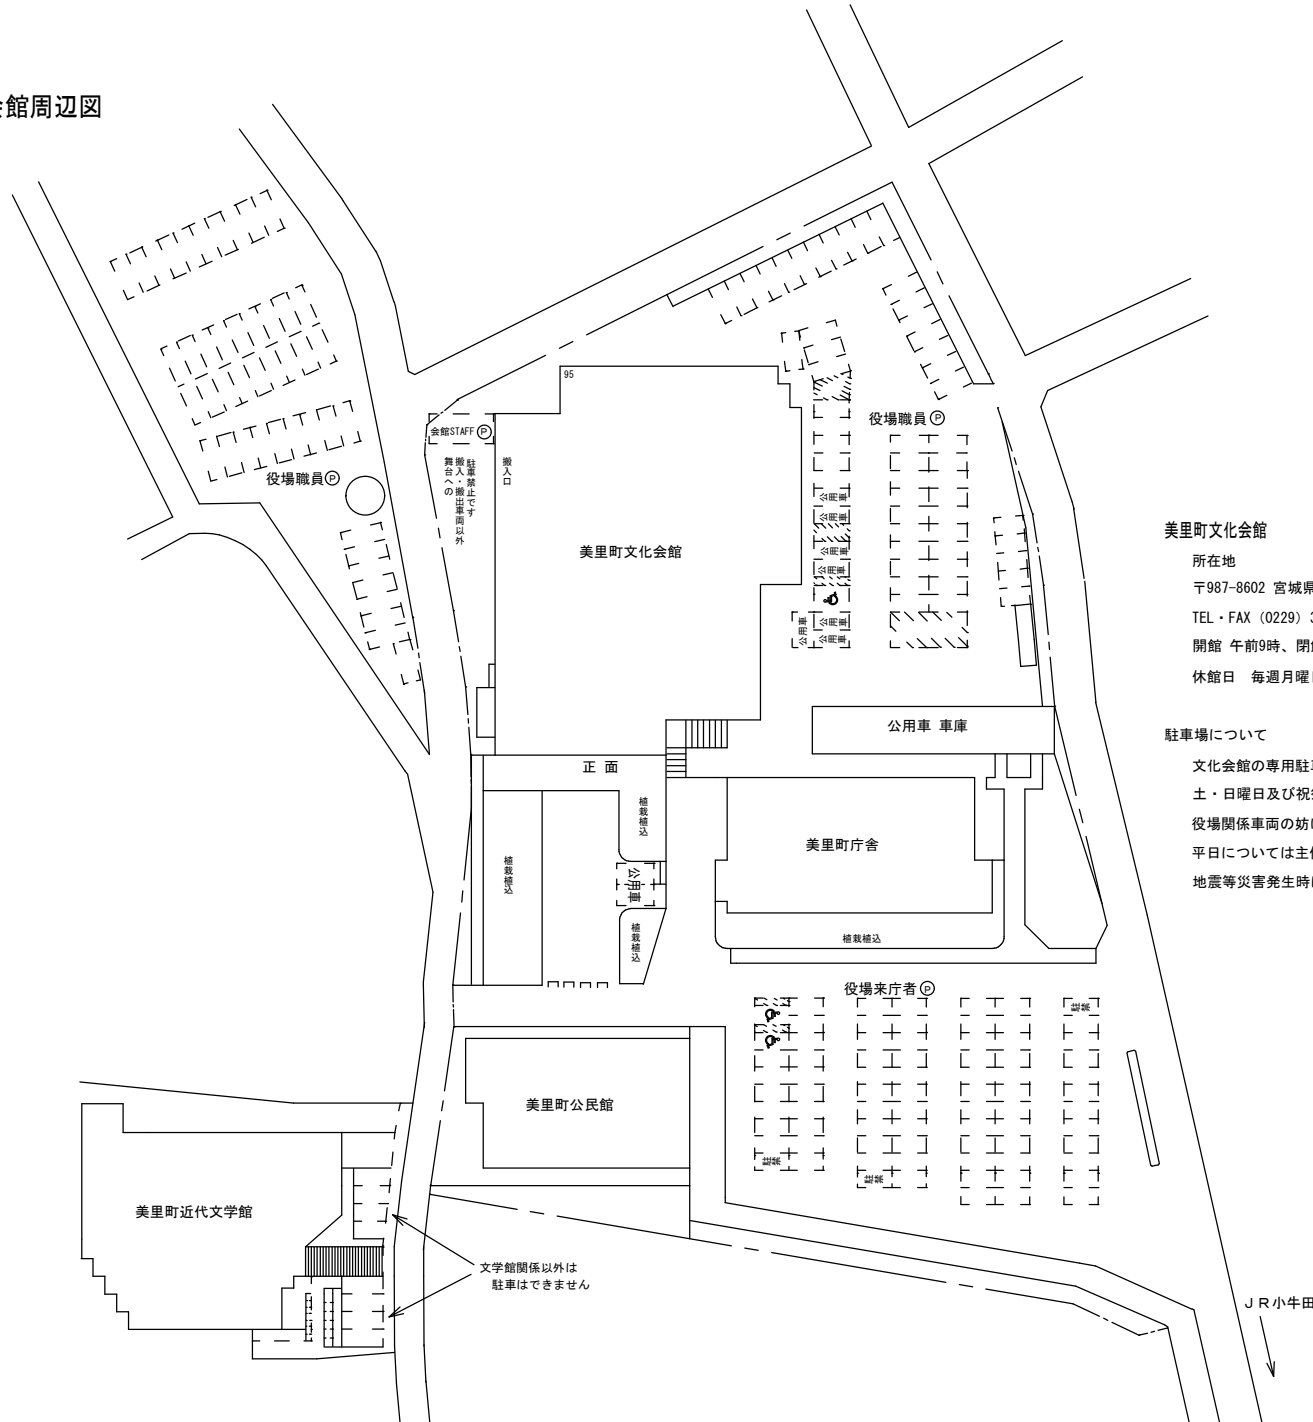 会館周辺図
95
会館STAFF Ⓟ
搬入口
舞台への
搬入・搬出車両以外
駐車禁止です
役場職員Ⓟ
役場職員Ⓟ
美里町文化会館
公用車
公用車
公用車
公用車
公用車
公用車
公用車
公用車 車庫
正 面
植栽植込
植栽植込
公用車
植栽植込
美里町庁舎
植栽植込
役場来庁者Ⓟ
駐禁
駐禁
駐禁
美里町公民館
美里町近代文学館
文学館関係以外は
駐車はできません
ＪＲ小牛田
美里町文化会館
所在地
〒987-8602 宮城県
TEL・FAX（0229）3
開館 午前9時、閉
休館日　毎週月曜
駐車場について
文化会館の専用駐
土・日曜日及び祝
役場関係車両の妨
平日については主
地震等災害発生時